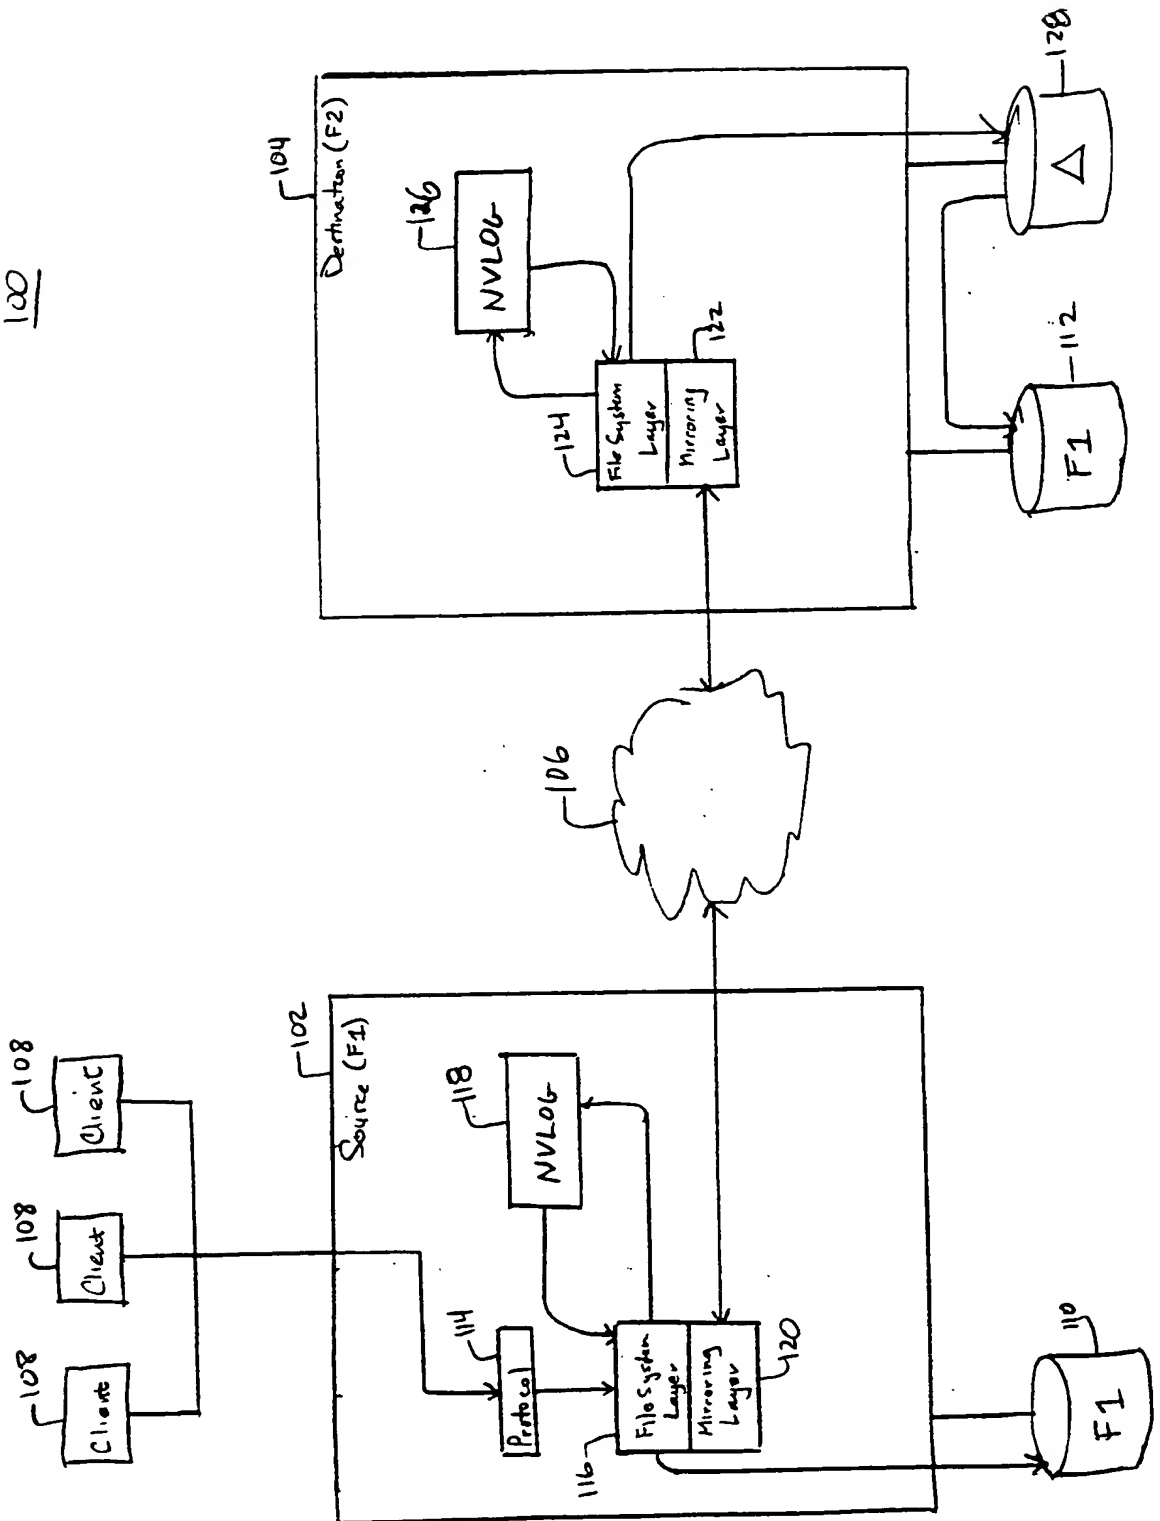 100
108
Client
108
Client
108
Client
102
Source (F1)
114
Protocol
118
NVLOG
116
File System
Layer
Mirroring
Layer
120
110
F1
106
104
Destination (F2)
126
NVLOG
124
File System
Layer
Mirroring
Layer
122
112
F1
128
Δ